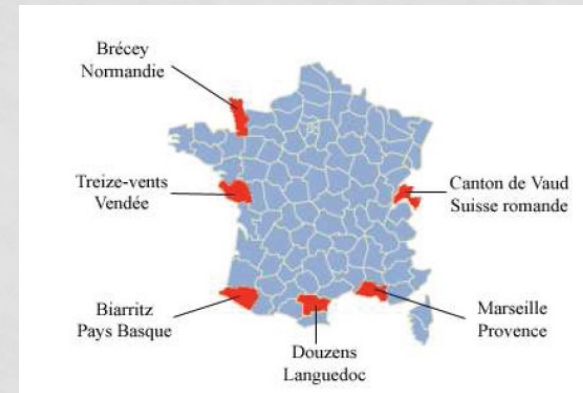 Brécey
Normandie
Treize-vents
Vendée
Canton de Vaud
Suisse romande
Biarritz
Pays Basque
Marseille
Provence
Douzens
Languedoc